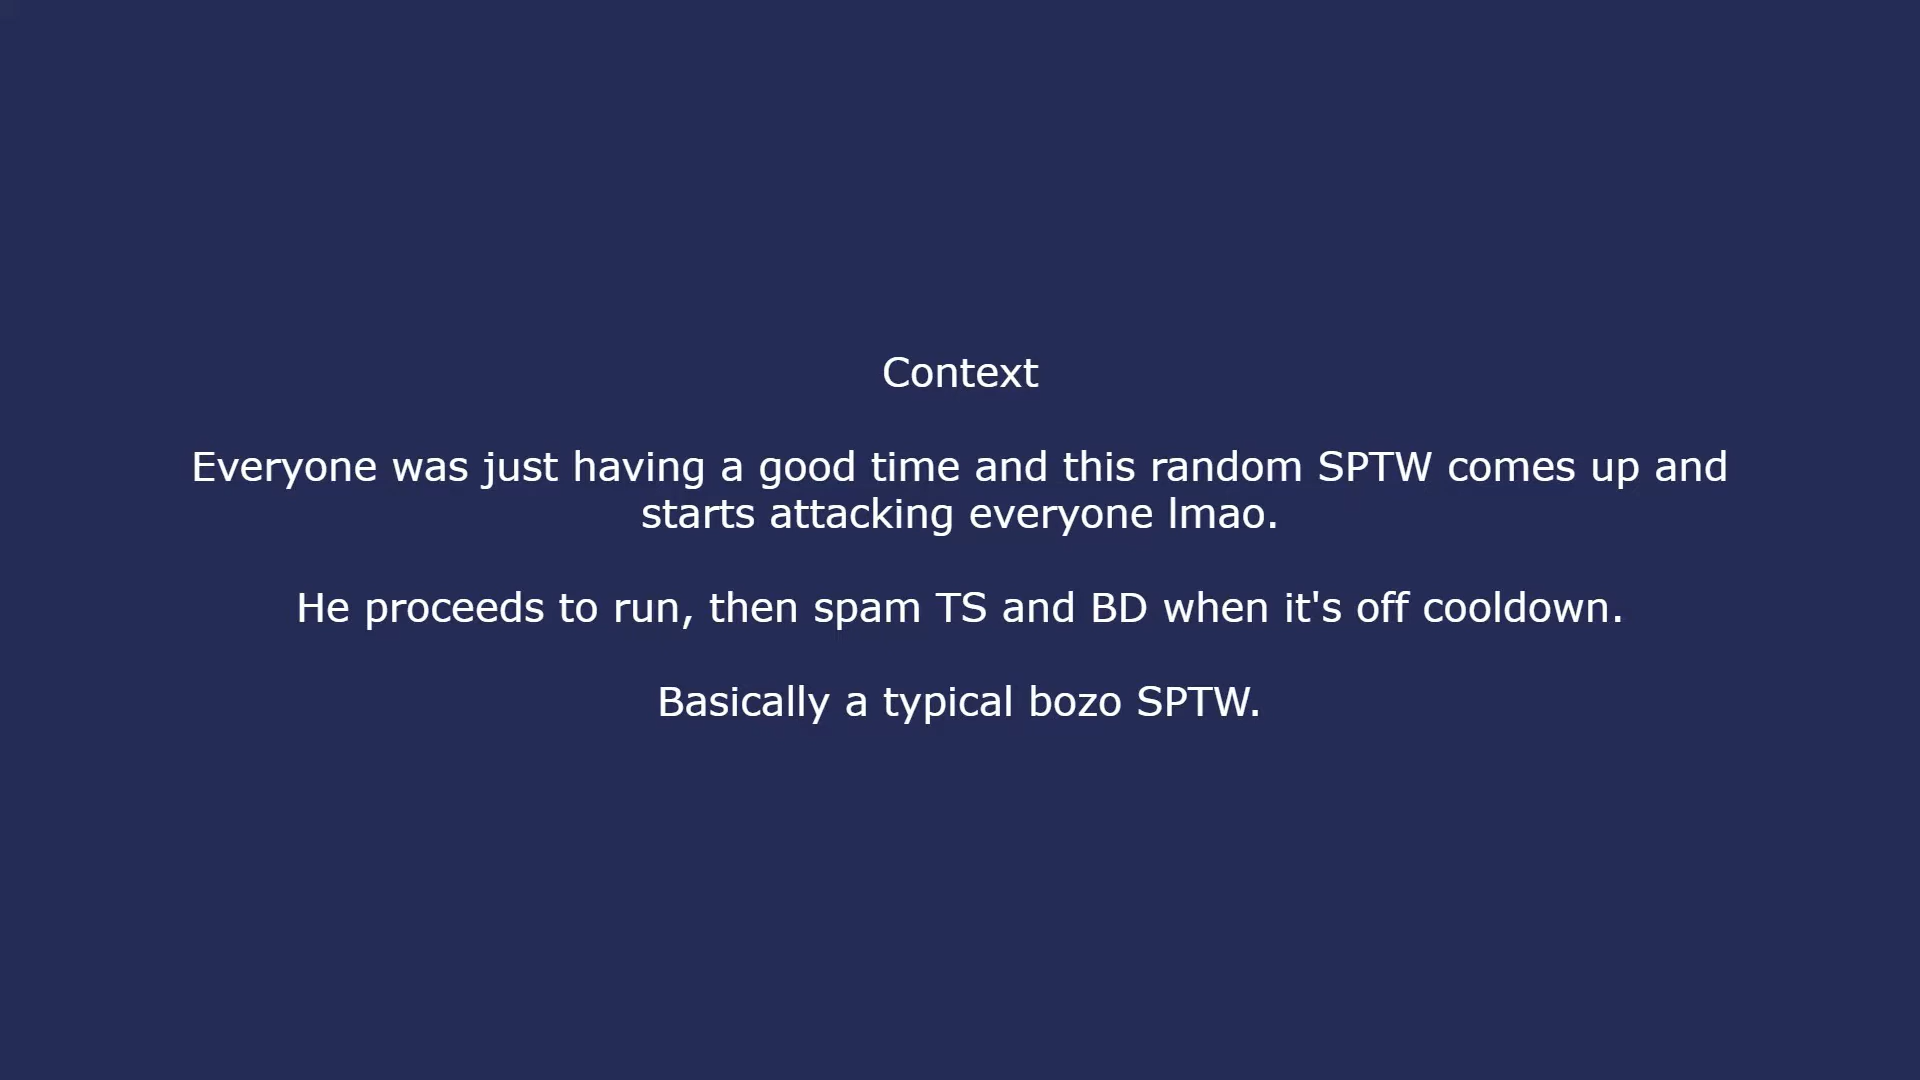 Context
Everyone was just having a good time and this random SPTW comes up and
starts attacking everyone lmao.
He proceeds to run, then spam TS and BD when it's off cooldown.
Basically a typical bozo SPTW.